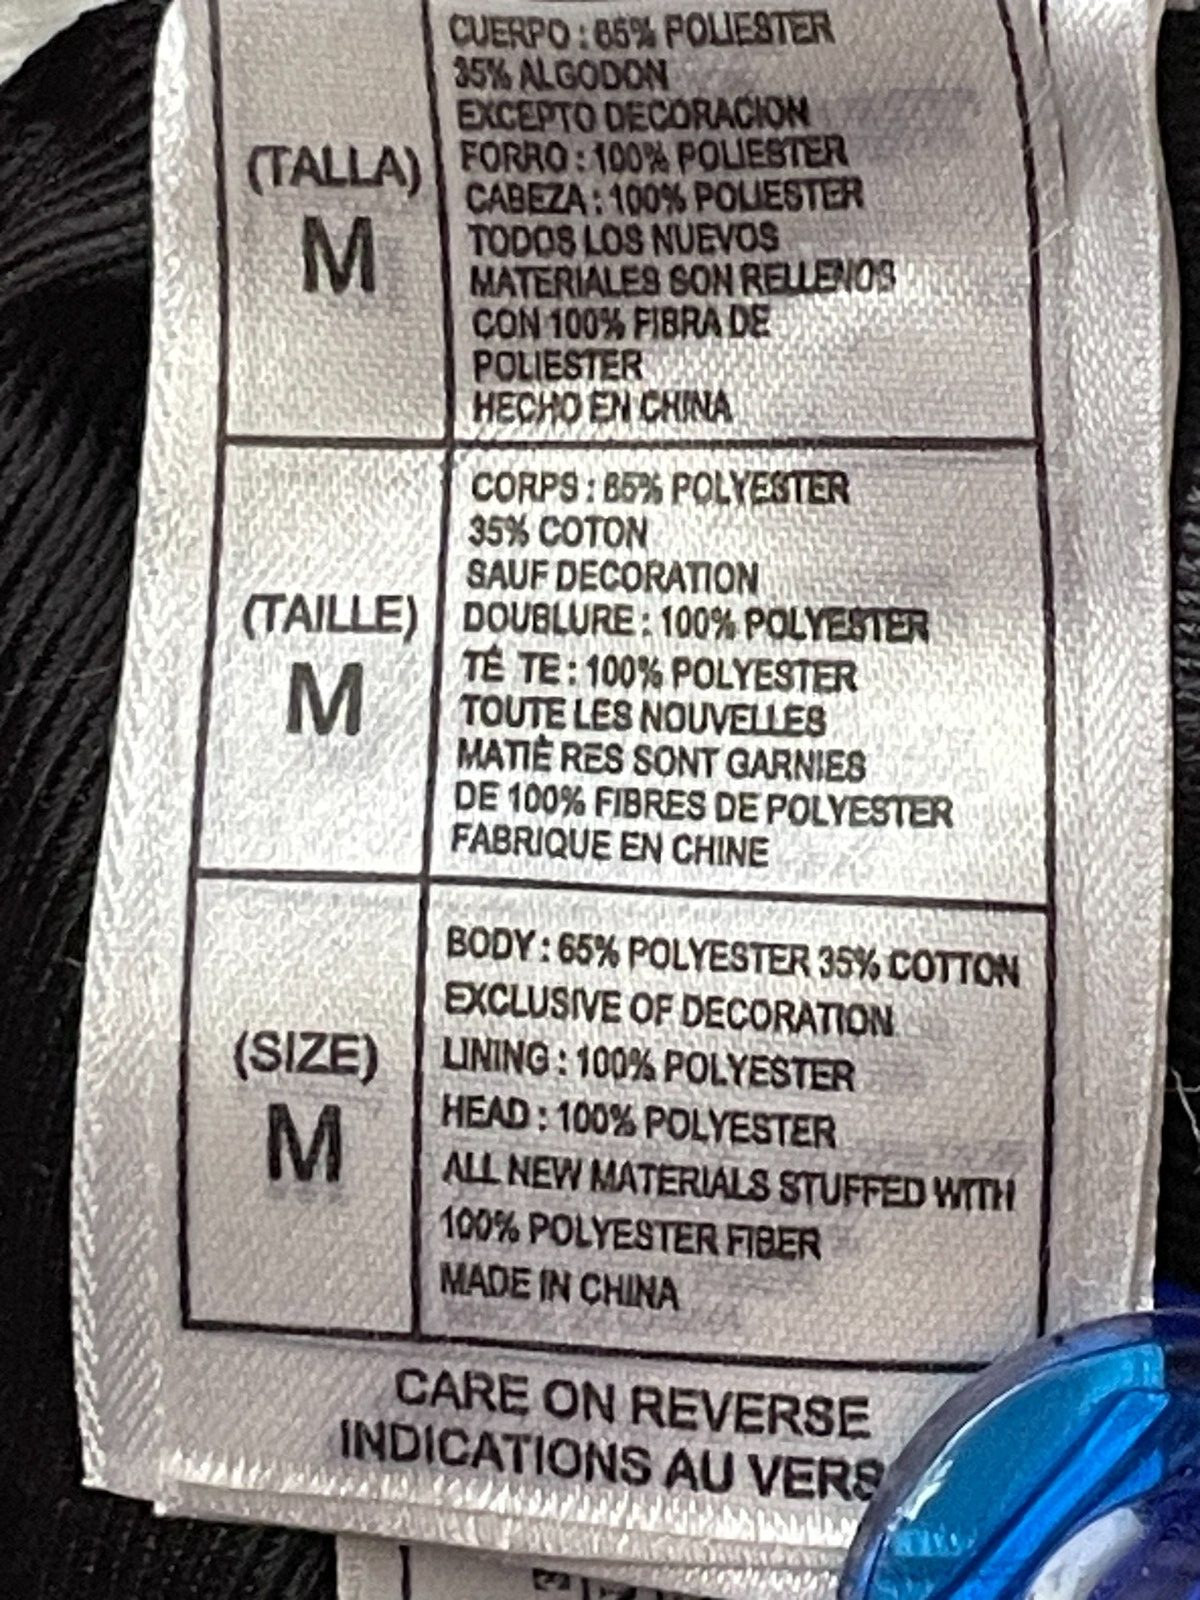 (TALLA)
M
CUERPO : 65% POLIESTER
35% ALGODON
EXCEPTO DECORACION
FORRO : 100% POLIESTER
CABEZA : 100% POLIESTER
TODOS LOS NUEVOS
MATERIALES SON RELLENOS
CON 100% FIBRA DE
POLIESTER
HECHO EN CHINA
(TAILLE)
M
CORPS : 65% POLYESTER
35% COTON
SAUF DECORATION
DOUBLURE : 100% POLYESTER
TÉ TE : 100% POLYESTER
TOUTE LES NOUVELLES
MATIÈ RES SONT GARNIES
DE 100% FIBRES DE POLYESTER
FABRIQUE EN CHINE
(SIZE)
M
BODY : 65% POLYESTER 35% COTTON
EXCLUSIVE OF DECORATION
LINING : 100% POLYESTER
HEAD : 100% POLYESTER
ALL NEW MATERIALS STUFFED WITH
100% POLYESTER FIBER
MADE IN CHINA
CARE ON REVERSE
INDICATIONS AU VERS